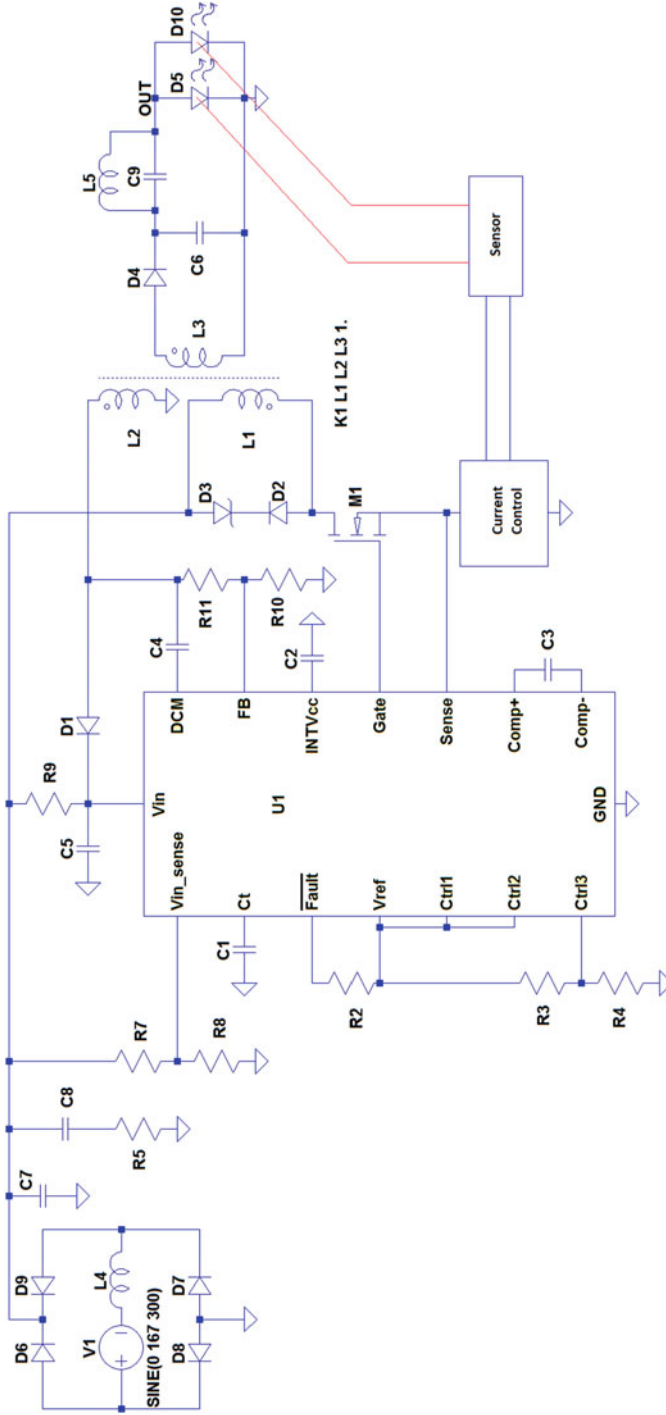 D6
D9
V1
L4
SINE(0 167 300)
D8
D7
C7
C8
R5
R7
R8
C5
R9
D1
C1
Vin
Vin_sense
Ct
Fault
Vref
Ctrl1
Ctrl2
Ctrl3
GND
U1
DCM
FB
INTVcc
Gate
Sense
Comp+
Comp-
R2
R3
R4
C4
R11
R10
C2
C3
L2
D3
D2
L1
M1
K1 L1 L2 L3 1.
Current
Control
Sensor
L3
D4
C6
L5
C9
OUT
D5
D10